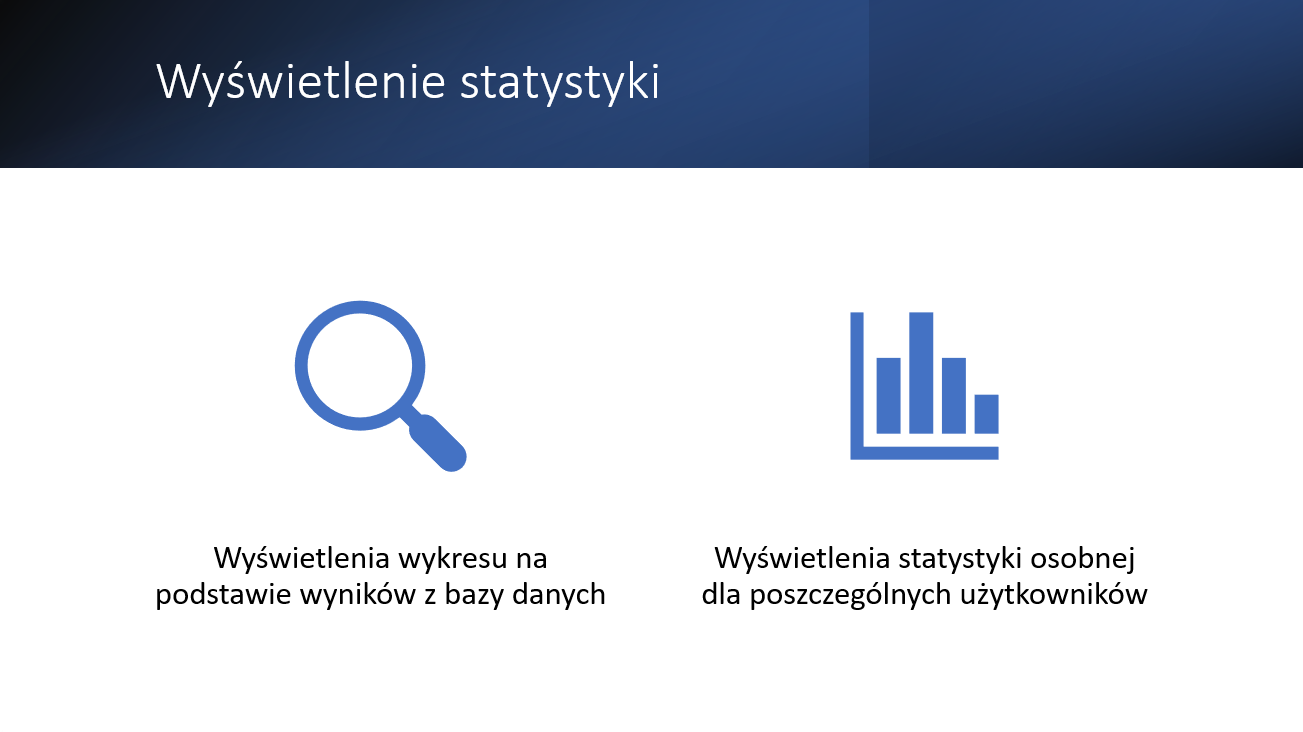 Wyświetlenie statystyki
Wyświetlenia wykresu na
podstawie wyników z bazy danych
Wyświetlenia statystyki osobnej
dla poszczególnych użytkowników